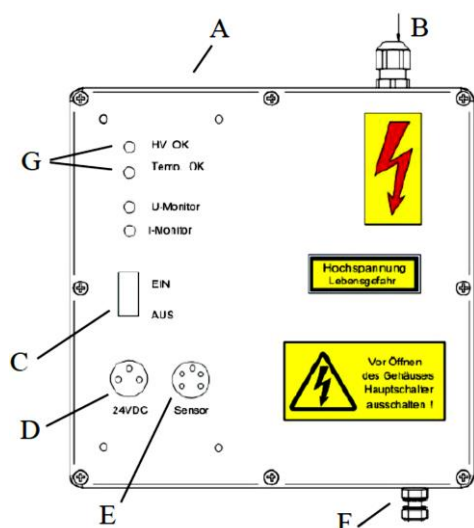 A
B
G
HV OK
Temp. OK
U-Monitor
I-Monitor
EIN
AUS
C
Hochspannung
Lebensgefahr
Vor Öffnen
des Gehäuses
Hauptschalter
ausschalten !
D
24VDC
Sensor
E
F